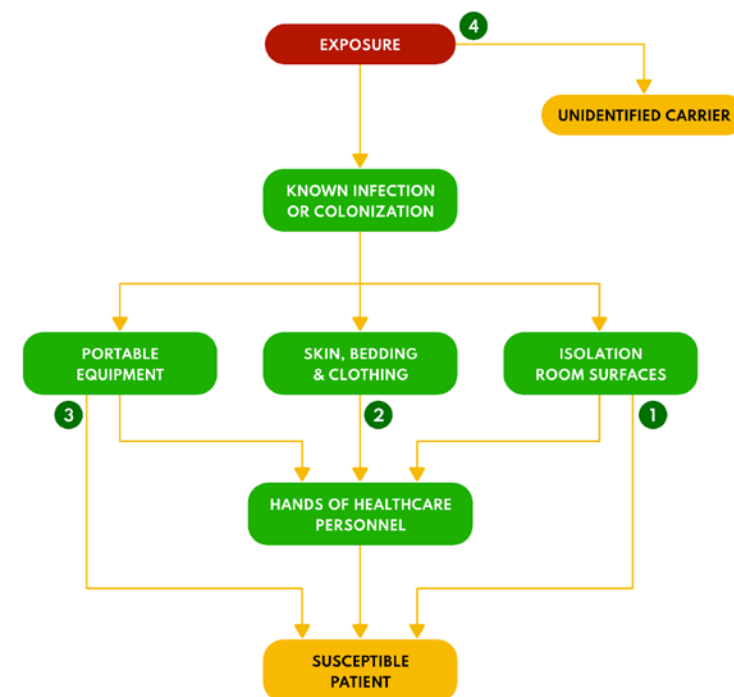 EXPOSURE
4
UNIDENTIFIED CARRIER
KNOWN INFECTION
OR COLONIZATION
PORTABLE
EQUIPMENT
SKIN, BEDDING
& CLOTHING
ISOLATION
ROOM SURFACES
3
2
1
HANDS OF HEALTHCARE
PERSONNEL
SUSCEPTIBLE
PATIENT